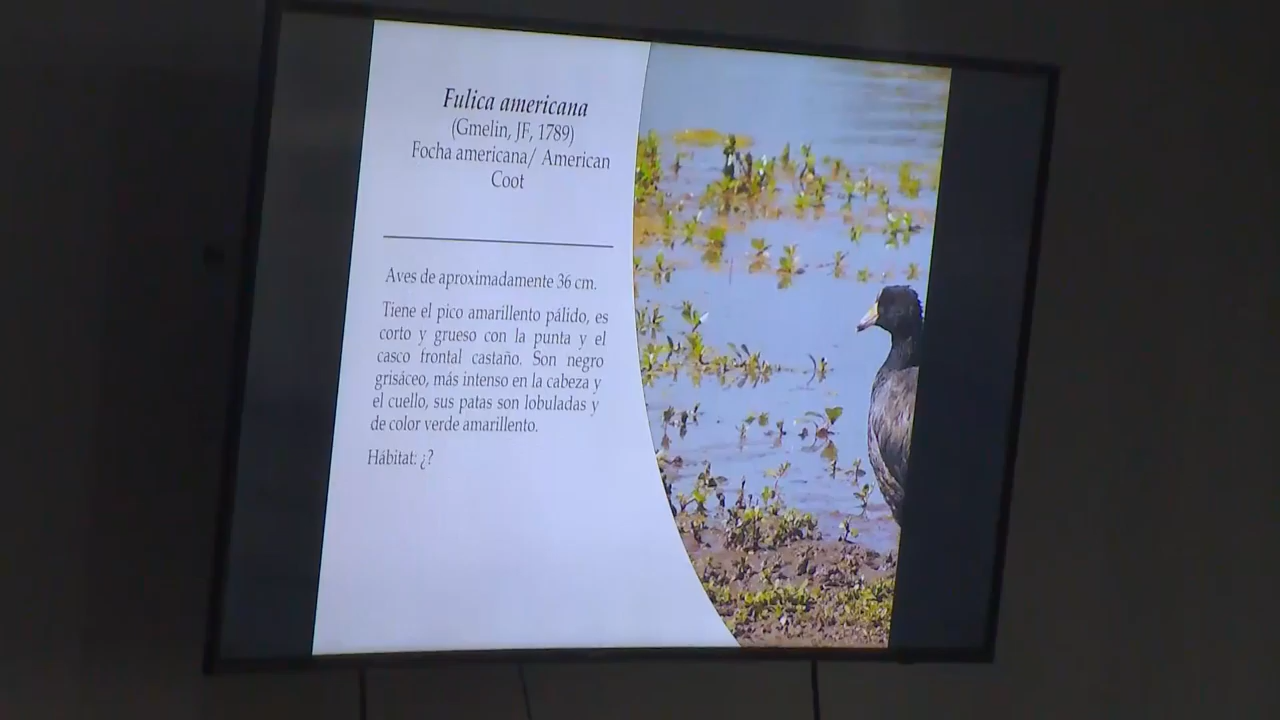 Fulica americana
(Gmelin, JF, 1789)
Focha americana/ American
Coot
Aves de aproximadamente 36 cm.
Tiene el pico amarillento pálido, es
corto y grueso con la punta y el
casco frontal castaño. Son negro
grisáceo, más intenso en la cabeza y
el cuello, sus patas son lobuladas y
de color verde amarillento.
Hábitat: ¿?